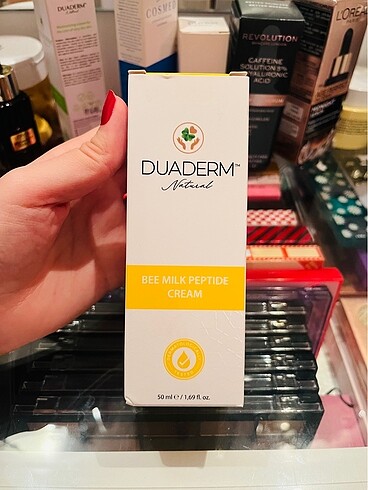 DUADERM
COSMED
REVOLUTION
CAFFEINE
SOLUTION 5%
HYALURONIC
ACID
L'ORÉAL
DUADERM™
Natural
BEE MILK PEPTIDE
CREAM
50 ml ℮ / 1,69 fl. oz.